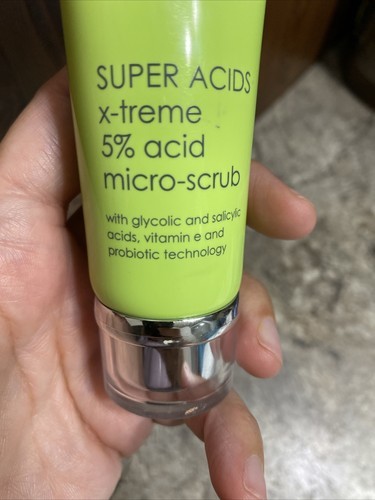 SUPER ACIDS
x-treme
5% acid
micro-scrub
with glycolic and salicylic
acids, vitamin e and
probiotic technology